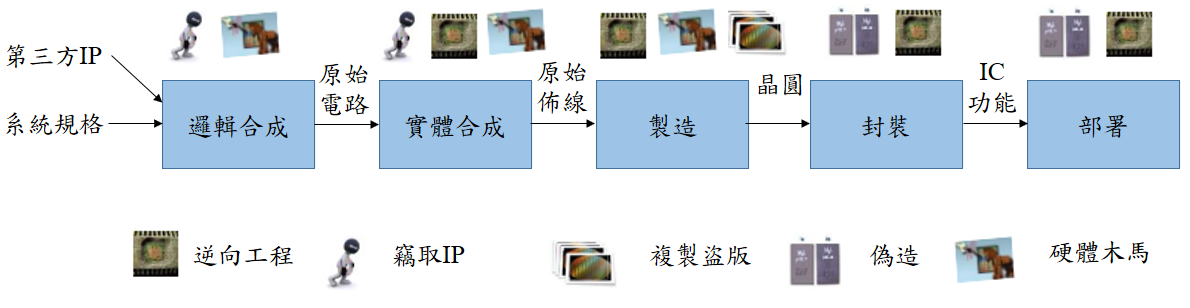 第三方IP
系統規格
邏輯合成
原始
電路
實體合成
原始
佈線
製造
晶圓
封裝
IC
功能
部署
逆向工程
竊取IP
複製盜版
偽造
硬體木馬